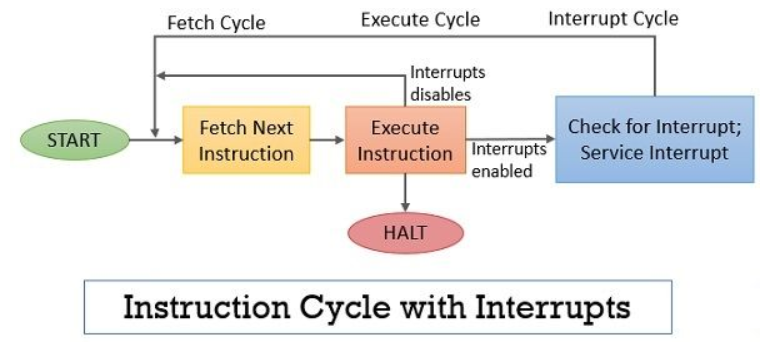 Fetch Cycle
Execute Cycle
Interrupt Cycle
Interrupts
disables
START
Fetch Next
Instruction
Execute
Instruction
Interrupts
enabled
Check for Interrupt;
Service Interrupt
HALT
Instruction Cycle with Interrupts